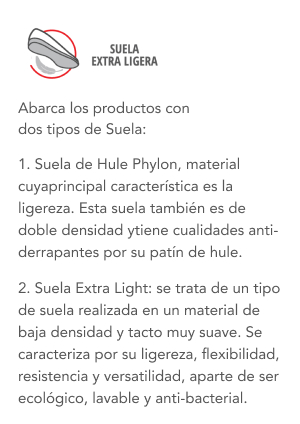 SUELA
EXTRA LIGERA
Abarca los productos con
dos tipos de Suela:
1. Suela de Hule Phylon, material
cuyaprincipal característica es la
ligereza. Esta suela también es de
doble densidad ytiene cualidades anti-
derrapantes por su patín de hule.
2. Suela Extra Light: se trata de un tipo
de suela realizada en un material de
baja densidad y tacto muy suave. Se
caracteriza por su ligereza, flexibilidad,
resistencia y versatilidad, aparte de ser
ecológico, lavable y anti-bacterial.